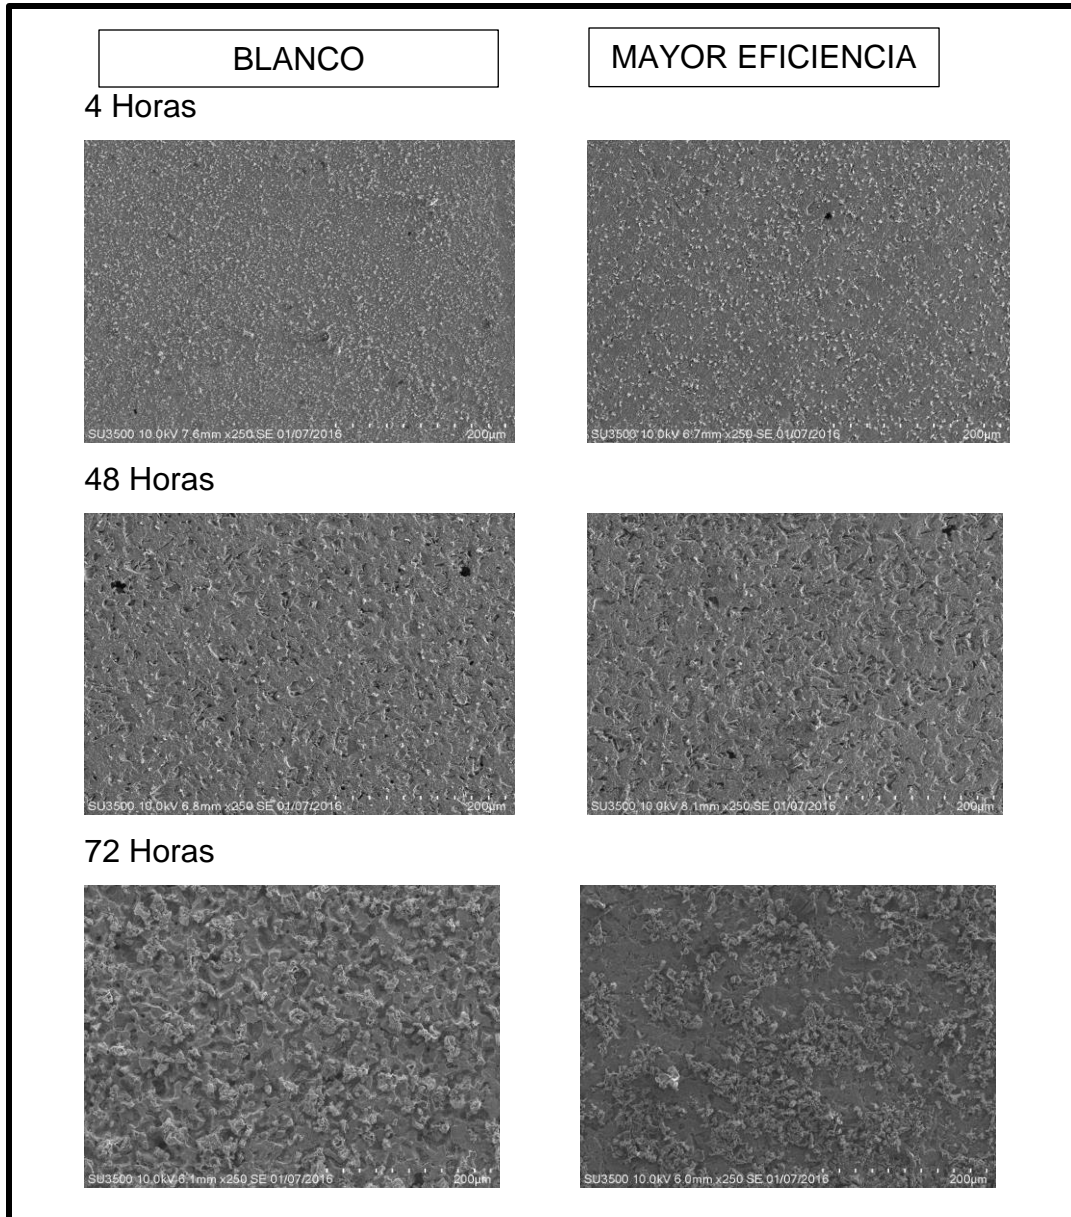 BLANCO
MAYOR EFICIENCIA
4 Horas
SU3500 10.0kV 7.6mm x250 SE 01/07/2016 200µm
SU3500 10.0kV 6.7mm x250 SE 01/07/2016 200µm
48 Horas
SU3500 10.0kV 6.8mm x250 SE 01/07/2016 200µm
SU3500 10.0kV 8.1mm x250 SE 01/07/2016 200µm
72 Horas
SU3500 10.0kV 6.1mm x250 SE 01/07/2016 200µm
SU3500 10.0kV 6.0mm x250 SE 01/07/2016 200µm